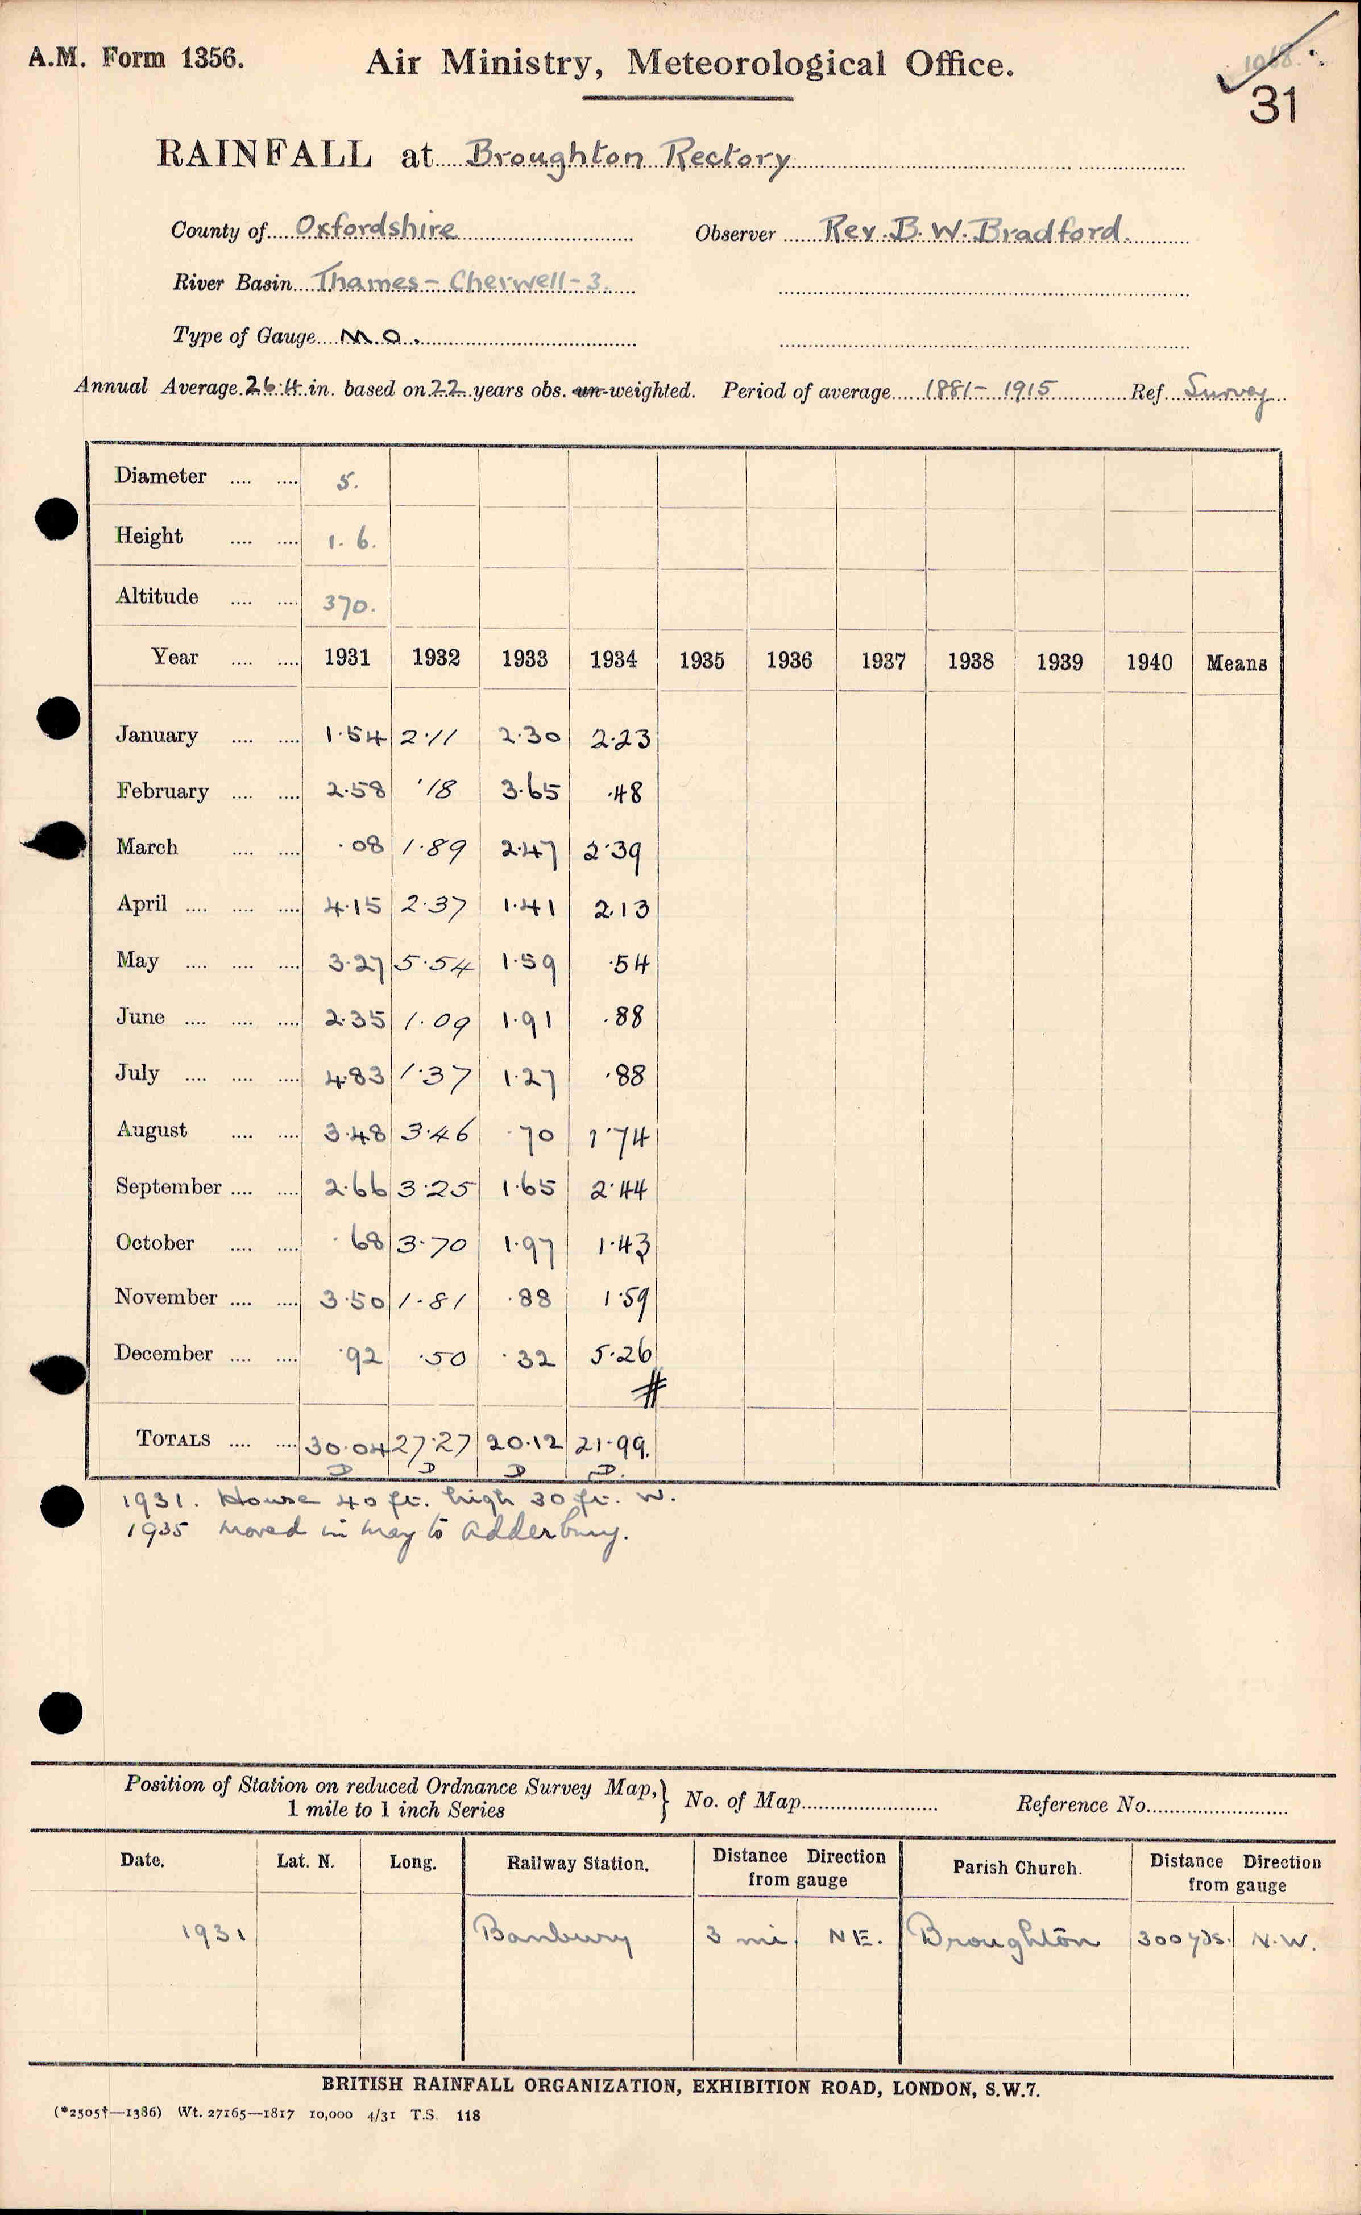 1068.
A.M. Form 1356.
Air Ministry, Meteorological Office.
31
RAINFALL at Broughton Rectory
County of Oxfordshire Observer Rev. B. W. Bradford.
River Basin Thames - Cherwell - 3.
Type of Gauge M O.
Annual Average 26.4 in. based on 22 years obs. un-weighted. Period of average 1881 - 1915 Ref. Survey
Diameter .... .... 5.
Height .... .... 1. 6.
Altitude .... .... 370.
Year .... .... 1931 1932 1933 1934 1935 1936 1937 1938 1939 1940 Means
January .... .... 1.54 2.11 2.30 2.23
February .... .... 2.58 .18 3.65 .48
March .... .... .08 1.89 2.47 2.39
April .... .... .... 4.15 2.37 1.41 2.13
May .... .... .... 3.27 5.54 1.59 .54
June .... .... .... 2.35 1.09 1.91 .88
July .... .... .... 4.83 1.37 1.27 .88
August .... .... 3.48 3.46 .70 1.74
September .... .... 2.66 3.25 1.65 2.44
October .... .... .68 3.70 1.97 1.43
November .... .... 3.50 1.81 .88 1.59
December .... .... .92 .50 .32 5.26
#
TOTALS .... .... 30.04 27.27 20.12 21.99.
D D D D.
1931. House 40 ft. high 30 ft. W.
1935 moved in May to Adderbury.
Position of Station on reduced Ordnance Survey Map,
1 mile to 1 inch Series } No. of Map Reference No.
Date. Lat. N. Long. Railway Station. Distance Direction from gauge Parish Church. Distance Direction from gauge
1931 Banbury 3 mi. NE. Broughton 300 yds. N.W.
BRITISH RAINFALL ORGANIZATION, EXHIBITION ROAD, LONDON, S.W.7.
(*2505†—1386) Wt. 27165—1817 10,000 4/31 T.S. 118